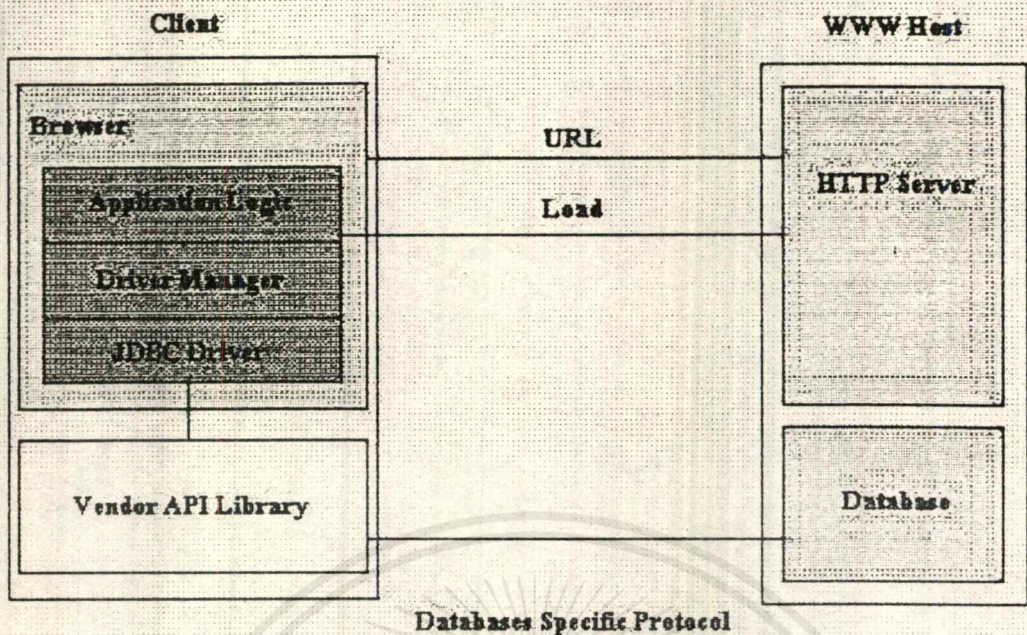 Client
WWW Host
Browser
URL
HTTP Server
Application Logic
Load
Driver Manager
JDBC Driver
Vendor API Library
Database
Databases Specific Protocol